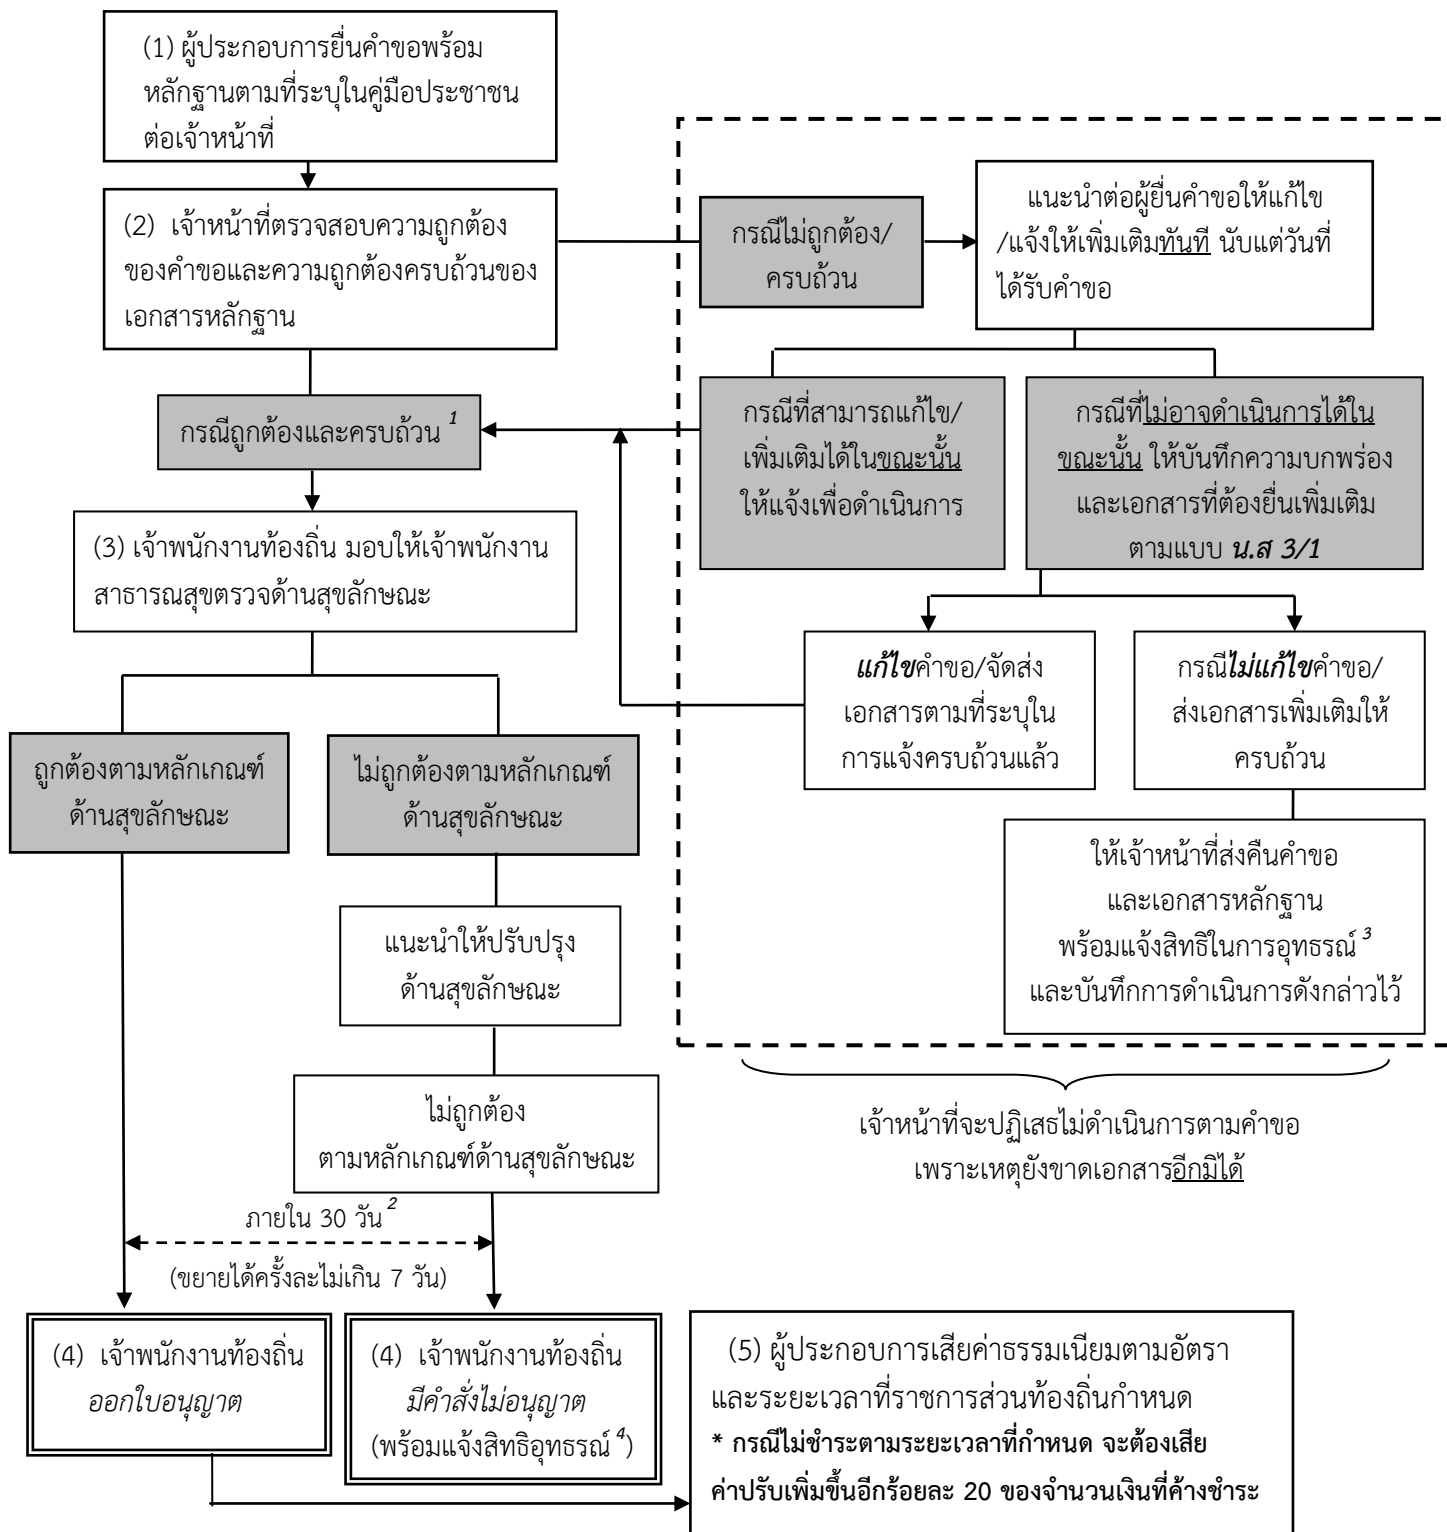 (1) ผู้ประกอบการยื่นคำขอพร้อม
หลักฐานตามที่ระบุในคู่มือประชาชน
ต่อเจ้าหน้าที่
(2) เจ้าหน้าที่ตรวจสอบความถูกต้อง
ของคำขอและความถูกต้องครบถ้วนของ
เอกสารหลักฐาน
กรณีไม่ถูกต้อง/
ครบถ้วน
แนะนำต่อผู้ยื่นคำขอให้แก้ไข
/แจ้งให้เพิ่มเติมทันที นับแต่วันที่
ได้รับคำขอ
กรณีถูกต้องและครบถ้วน 1
กรณีที่สามารถแก้ไข/
เพิ่มเติมได้ในขณะนั้น
ให้แจ้งเพื่อดำเนินการ
กรณีที่ไม่อาจดำเนินการได้ใน
ขณะนั้น ให้บันทึกความบกพร่อง
และเอกสารที่ต้องยื่นเพิ่มเติม
ตามแบบ น.ส 3/1
(3) เจ้าพนักงานท้องถิ่น มอบให้เจ้าพนักงาน
สาธารณสุขตรวจด้านสุขลักษณะ
แก้ไขคำขอ/จัดส่ง
เอกสารตามที่ระบุใน
การแจ้งครบถ้วนแล้ว
กรณีไม่แก้ไขคำขอ/
ส่งเอกสารเพิ่มเติมให้
ครบถ้วน
ถูกต้องตามหลักเกณฑ์
ด้านสุขลักษณะ
ไม่ถูกต้องตามหลักเกณฑ์
ด้านสุขลักษณะ
ให้เจ้าหน้าที่ส่งคืนคำขอ
และเอกสารหลักฐาน
พร้อมแจ้งสิทธิในการอุทธรณ์ 3
และบันทึกการดำเนินการดังกล่าวไว้
แนะนำให้ปรับปรุง
ด้านสุขลักษณะ
ไม่ถูกต้อง
ตามหลักเกณฑ์ด้านสุขลักษณะ
เจ้าหน้าที่จะปฏิเสธไม่ดำเนินการตามคำขอ
เพราะเหตุยังขาดเอกสารอีกมิได้
ภายใน 30 วัน 2
(ขยายได้ครั้งละไม่เกิน 7 วัน)
(4) เจ้าพนักงานท้องถิ่น
ออกใบอนุญาต
(4) เจ้าพนักงานท้องถิ่น
มีคำสั่งไม่อนุญาต
(พร้อมแจ้งสิทธิอุทธรณ์ 4)
(5) ผู้ประกอบการเสียค่าธรรมเนียมตามอัตรา
และระยะเวลาที่ราชการส่วนท้องถิ่นกำหนด
* กรณีไม่ชำระตามระยะเวลาที่กำหนด จะต้องเสีย
ค่าปรับเพิ่มขึ้นอีกร้อยละ 20 ของจำนวนเงินที่ค้างชำระ